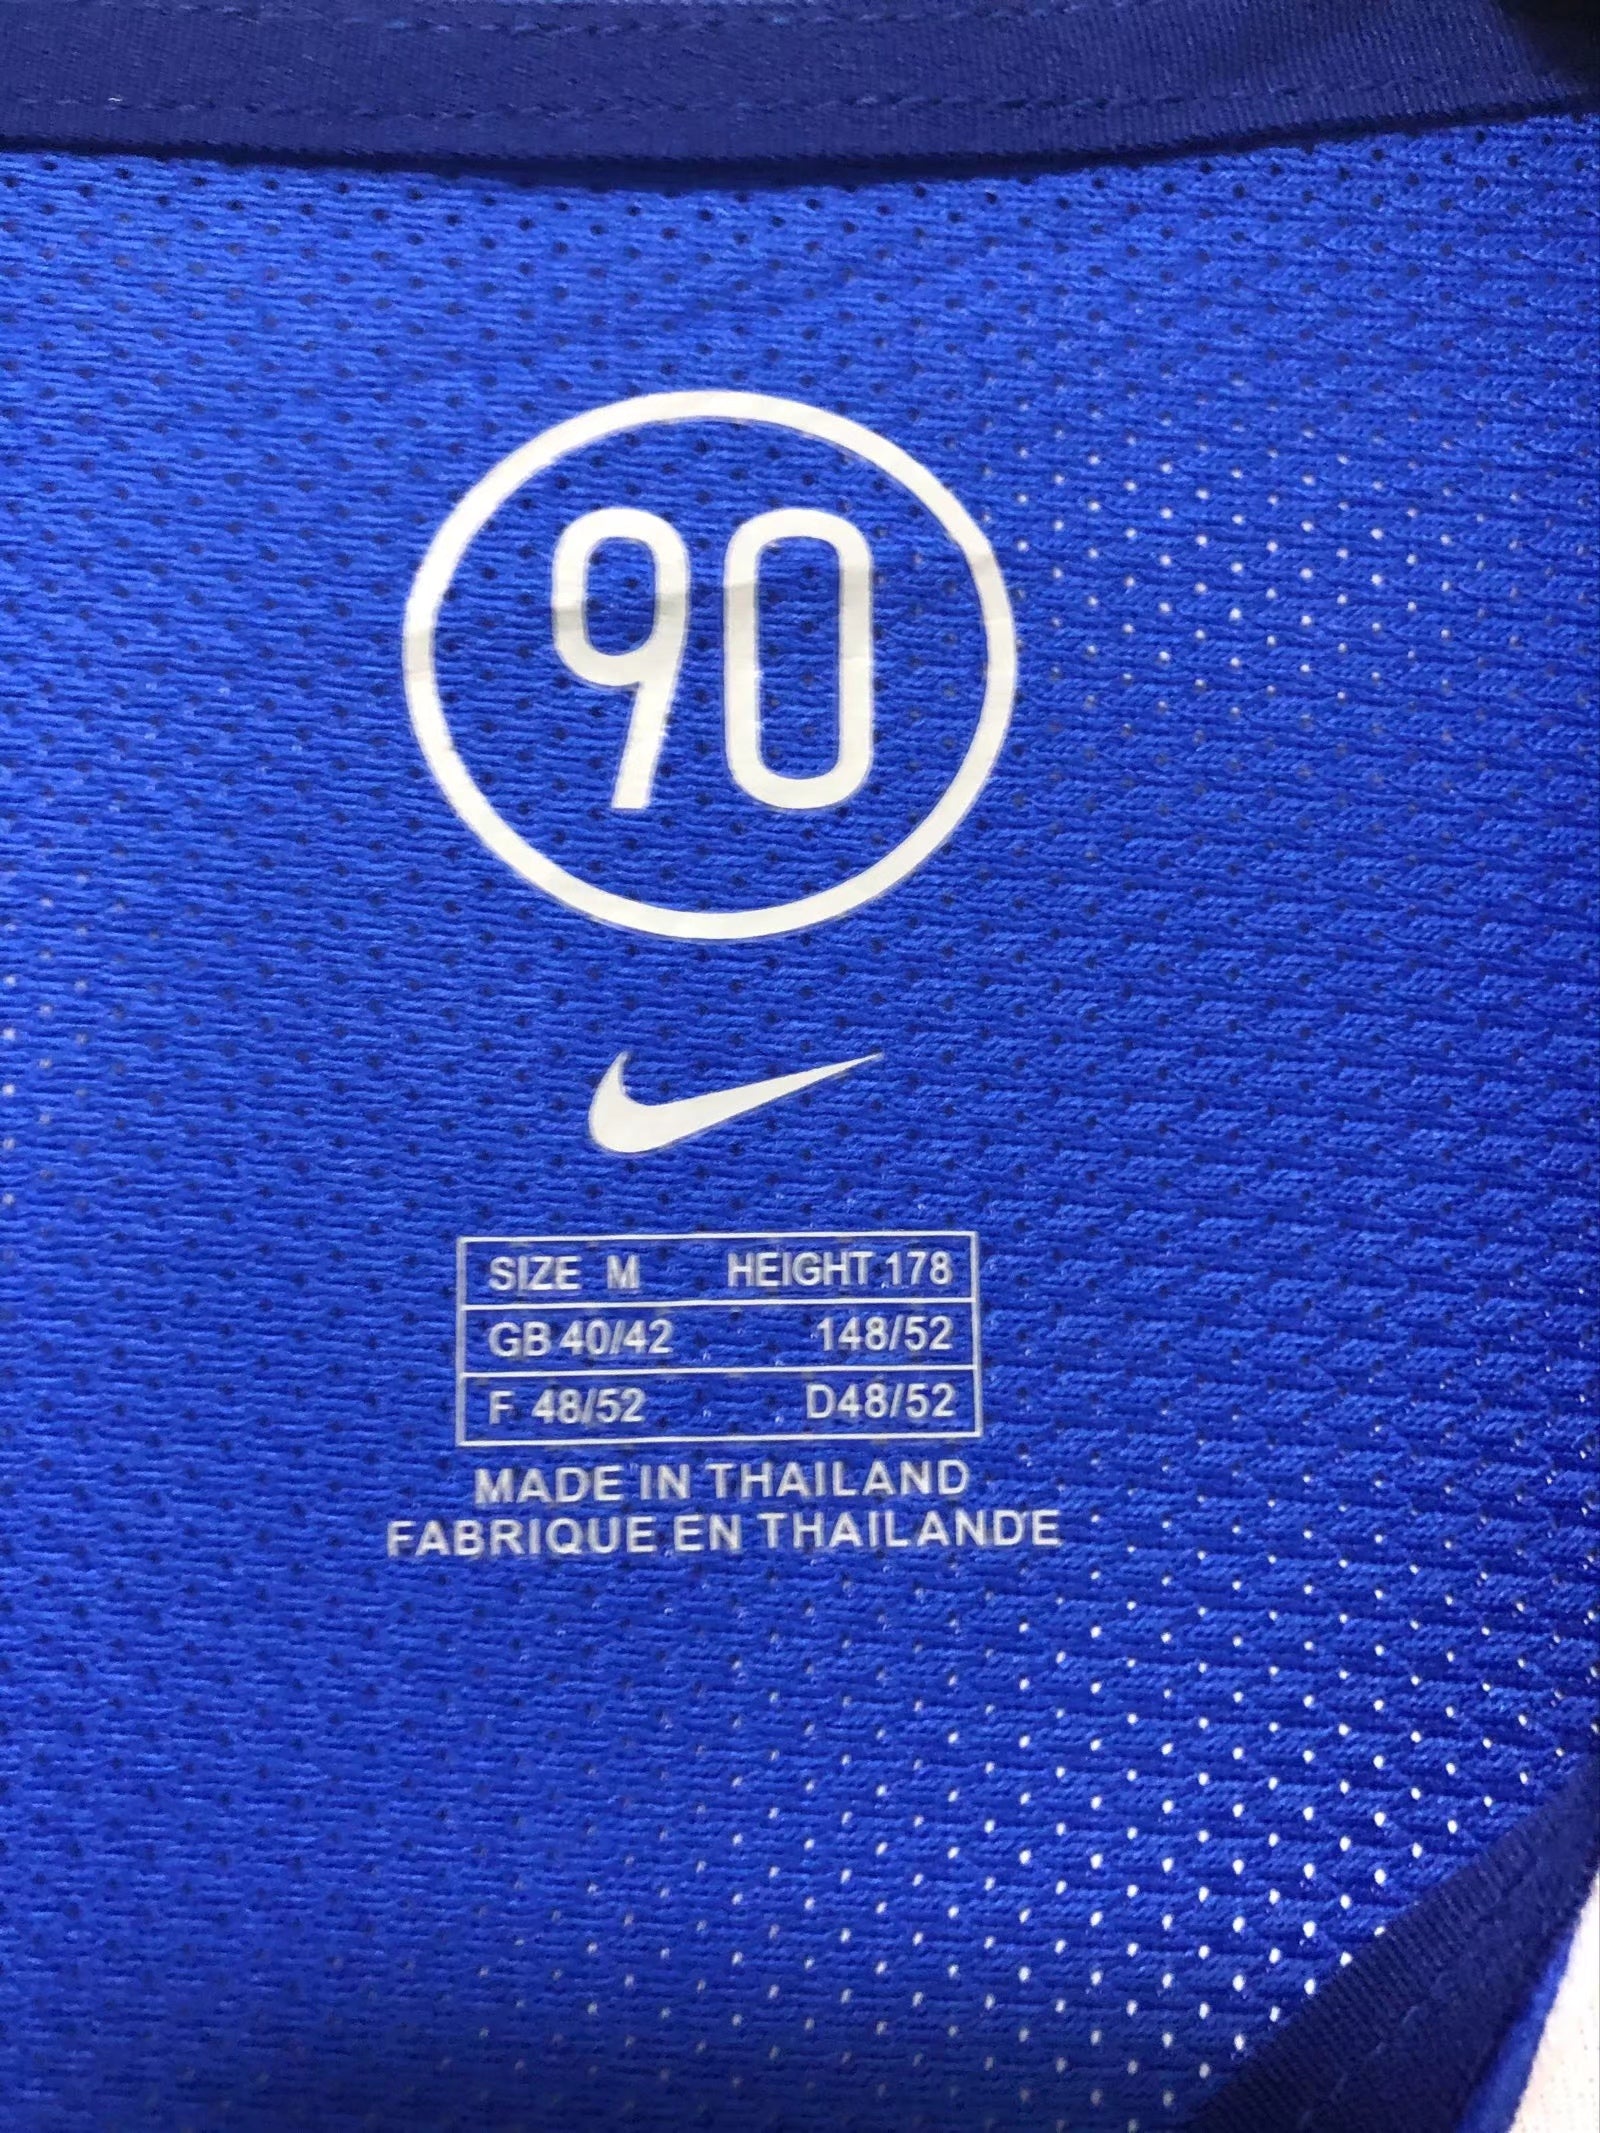 90
SIZE M HEIGHT 178
GB 40/42 148/52
F 48/52 D48/52
MADE IN THAILAND
FABRIQUE EN THAILANDE